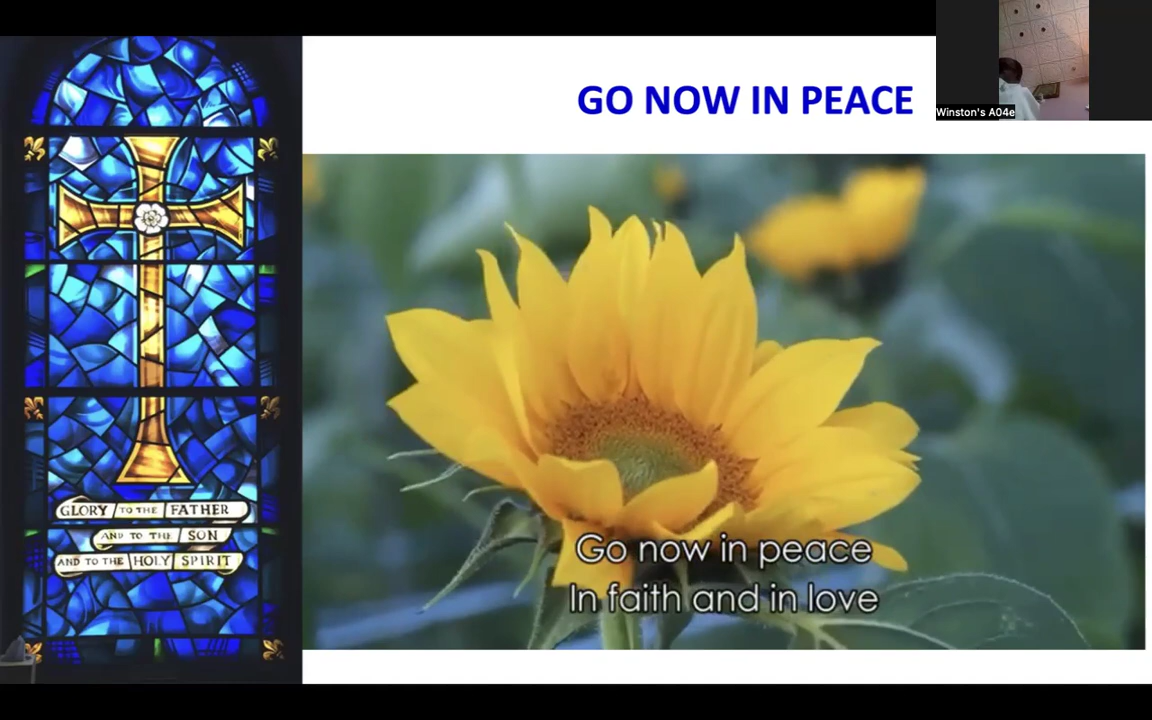 GO NOW IN PEACE
Winston's A04e
GLORY TO THE FATHER
AND TO THE SON
AND TO THE HOLY SPIRIT
Go now in peace
In faith and in love